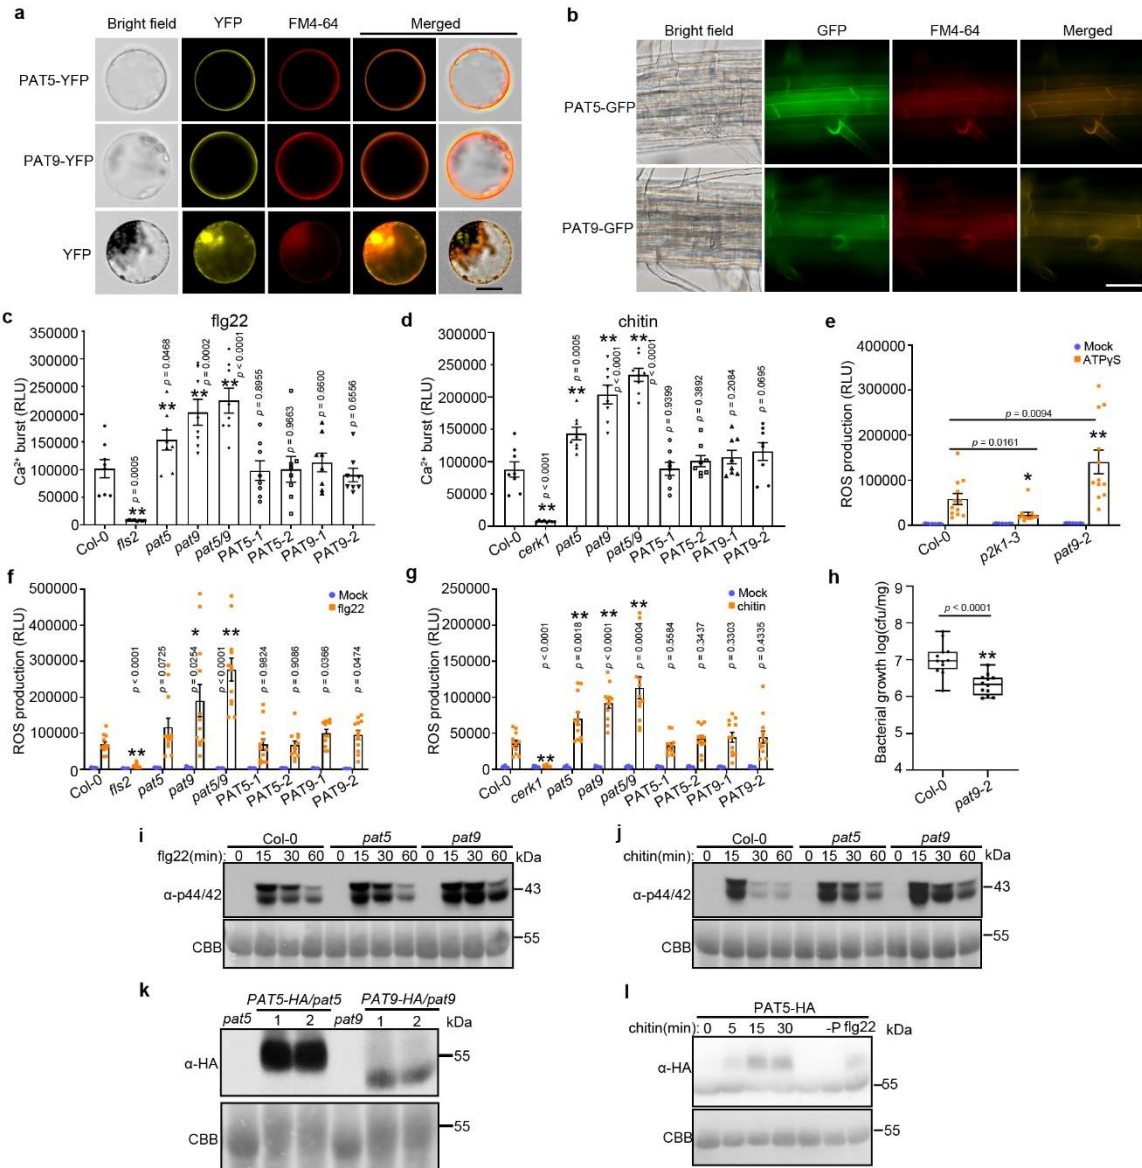 a
Bright field YFP FM4-64 Merged
PAT5-YFP
PAT9-YFP
YFP
b
Bright field GFP FM4-64 Merged
PAT5-GFP
PAT9-GFP
c
flg22
Ca²⁺ burst (RLU)
350000
300000
250000
200000
150000
100000
50000
0
** p = 0.0005
** p = 0.0468
** p = 0.0002
** p < 0.0001
p = 0.8955
p = 0.9663
p = 0.6600
p = 0.6556
Col-0 fls2 pat5 pat9 pat5/9 PAT5-1 PAT5-2 PAT9-1 PAT9-2
d
chitin
Ca²⁺ burst (RLU)
350000
300000
250000
200000
150000
100000
50000
0
** p < 0.0001
** p = 0.0005
** p < 0.0001
** p < 0.0001
p = 0.9399
p = 0.3892
p = 0.2084
p = 0.0695
Col-0 cerk1 pat5 pat9 pat5/9 PAT5-1 PAT5-2 PAT9-1 PAT9-2
e
Mock
ATPγS
ROS production (RLU)
400000
300000
200000
100000
0
p = 0.0094
p = 0.0161
*
**
Col-0 p2k1-3 pat9-2
f
Mock
flg22
ROS production (RLU)
500000
400000
300000
200000
100000
0
** p < 0.0001
p = 0.0725
* p = 0.0254
** p < 0.0001
p = 0.9824
p = 0.9086
p = 0.0366
p = 0.0474
Col-0 fls2 pat5 pat9 pat5/9 PAT5-1 PAT5-2 PAT9-1 PAT9-2
g
Mock
chitin
ROS production (RLU)
250000
200000
150000
100000
50000
0
** p < 0.0001
** p = 0.0018
** p < 0.0001
** p = 0.0004
p = 0.5584
p = 0.3437
p = 0.3303
p = 0.4335
Col-0 cerk1 pat5 pat9 pat5/9 PAT5-1 PAT5-2 PAT9-1 PAT9-2
h
Bacterial growth log(cfu/mg)
9
8
7
6
4
p < 0.0001
**
Col-0 pat9-2
i
Col-0 pat5 pat9
flg22(min): 0 15 30 60 0 15 30 60 0 15 30 60 kDa
α-p44/42 43
CBB 55
j
Col-0 pat5 pat9
chitin(min): 0 15 30 60 0 15 30 60 0 15 30 60 kDa
α-p44/42 43
CBB 55
k
PAT5-HA/pat5 PAT9-HA/pat9
pat5 1 2 pat9 1 2 kDa
α-HA 55
CBB 55
l
PAT5-HA
chitin(min): 0 5 15 30 -P flg22 kDa
α-HA 55
CBB 55